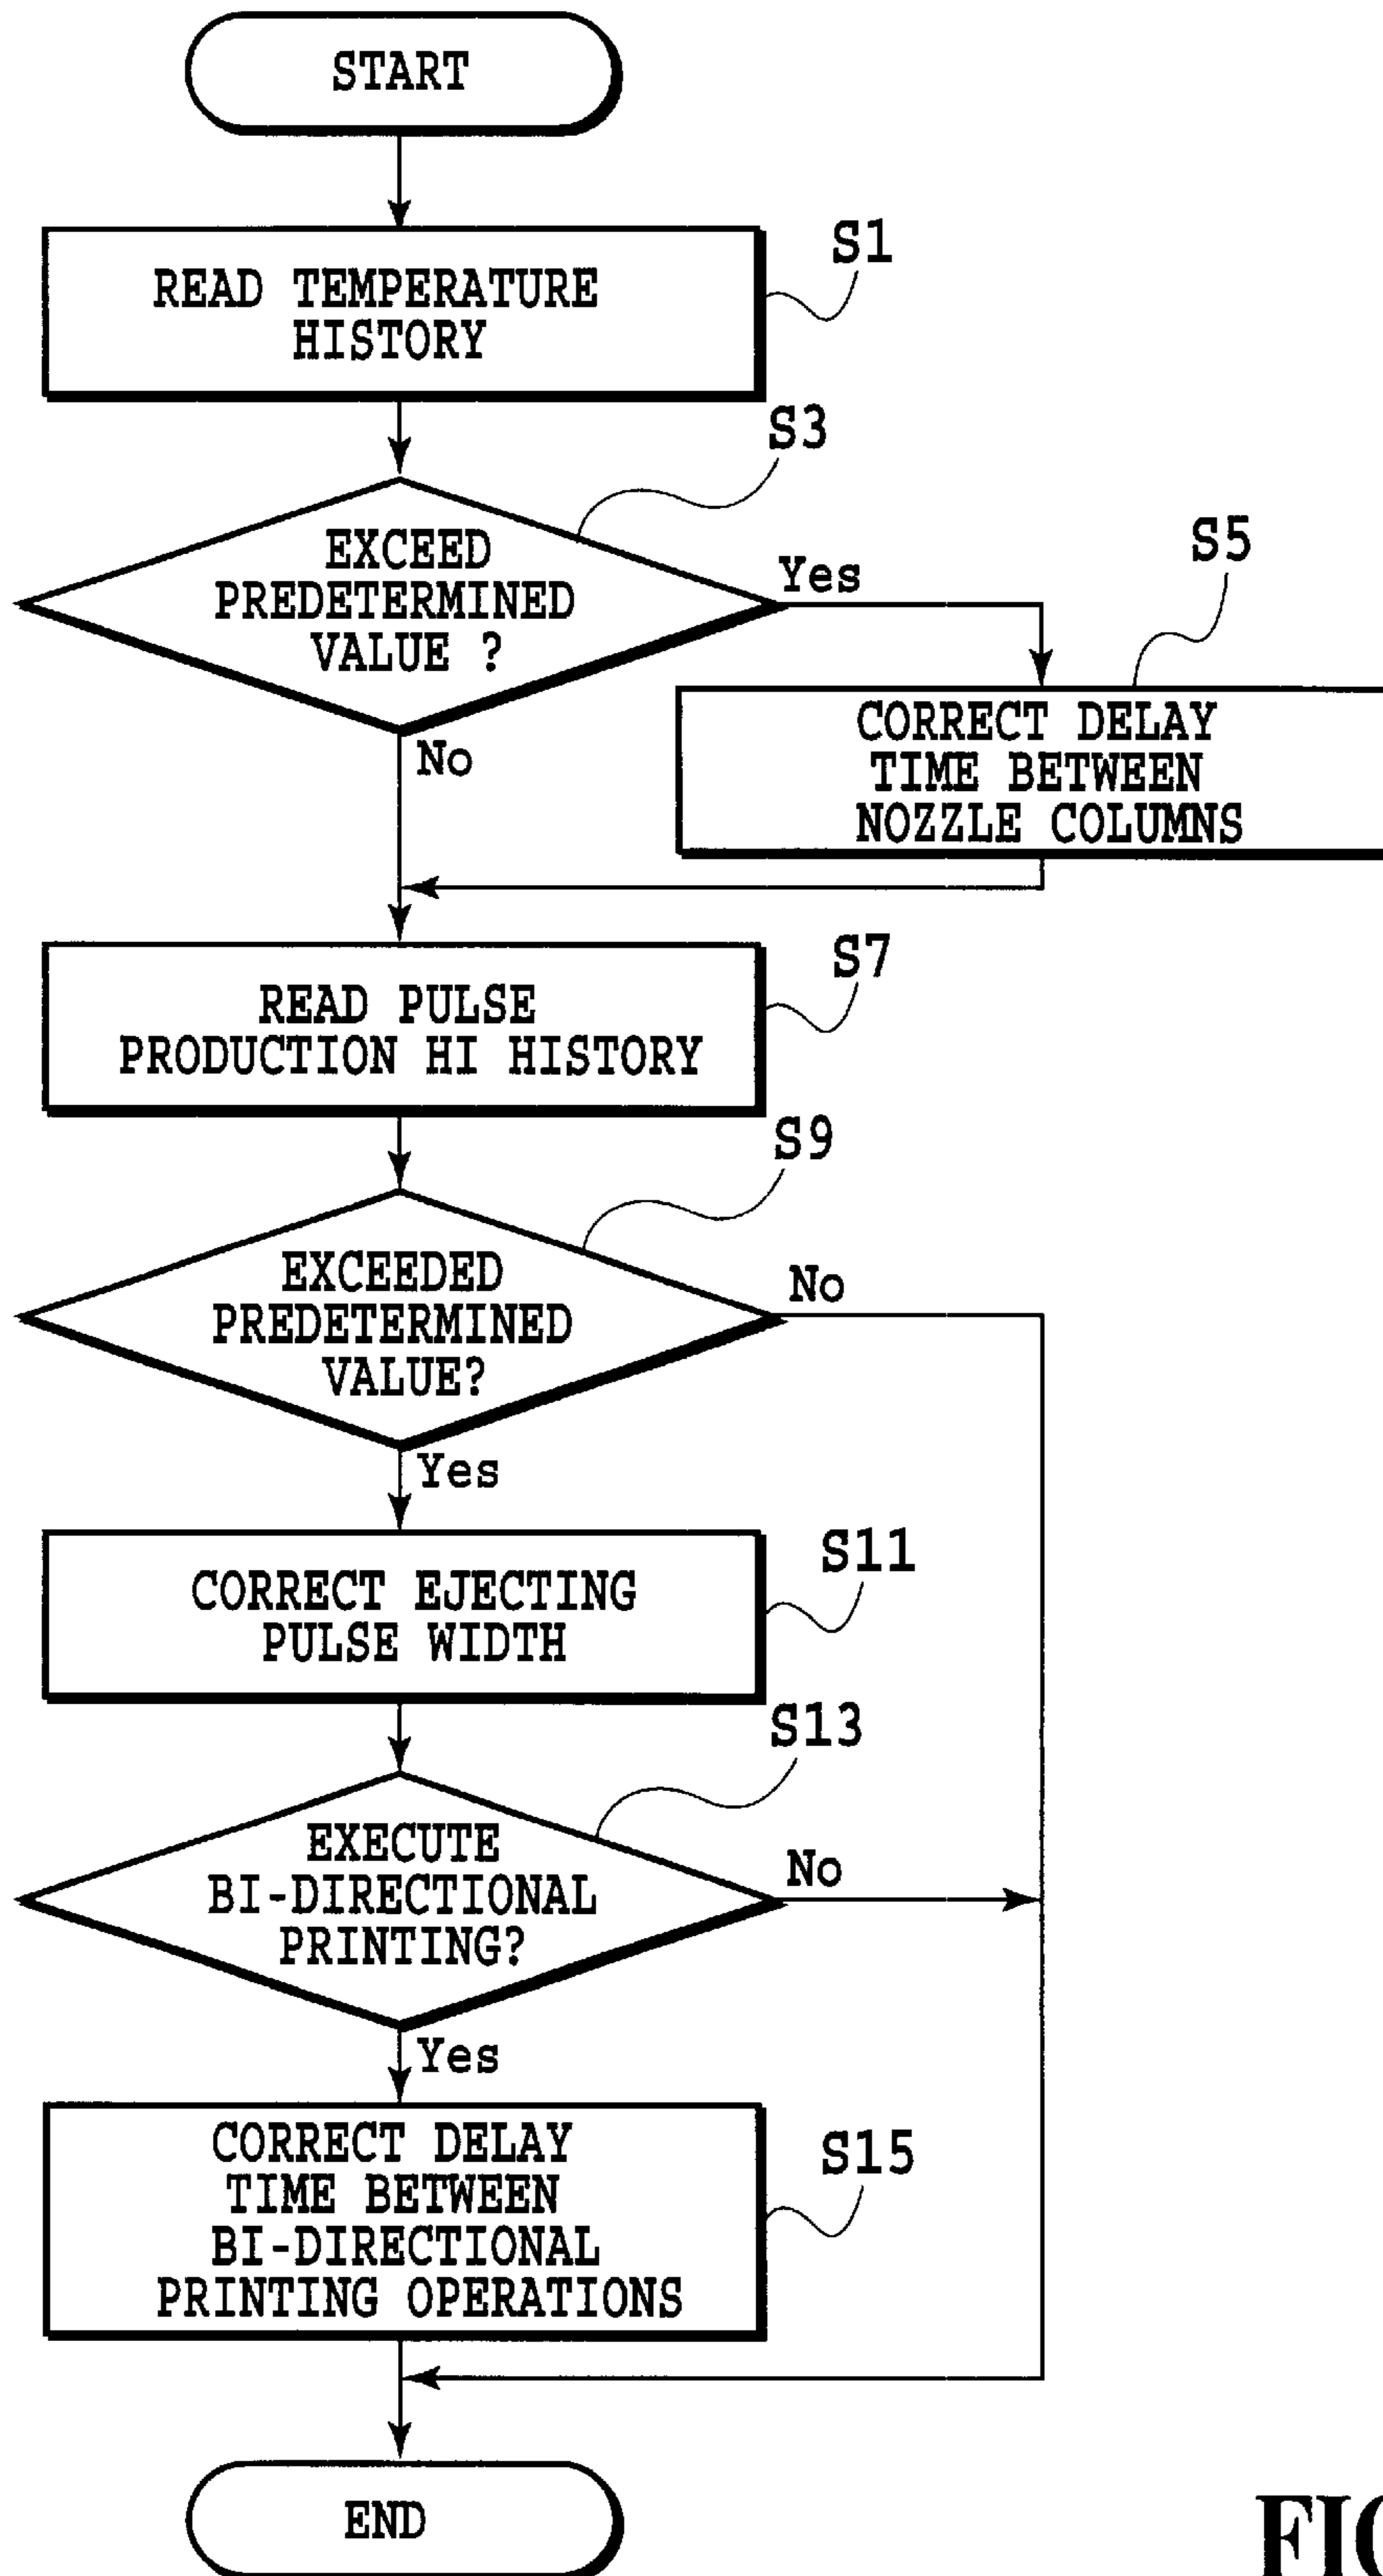 START
S1
READ TEMPERATURE
HISTORY
S3
EXCEED
PREDETERMINED
VALUE ?
Yes
No
S5
CORRECT DELAY
TIME BETWEEN
NOZZLE COLUMNS
S7
READ PULSE
PRODUCTION HI HISTORY
S9
EXCEEDED
PREDETERMINED
VALUE?
No
Yes
S11
CORRECT EJECTING
PULSE WIDTH
S13
EXECUTE
BI-DIRECTIONAL
PRINTING?
No
Yes
S15
CORRECT DELAY
TIME BETWEEN
BI-DIRECTIONAL
PRINTING OPERATIONS
END